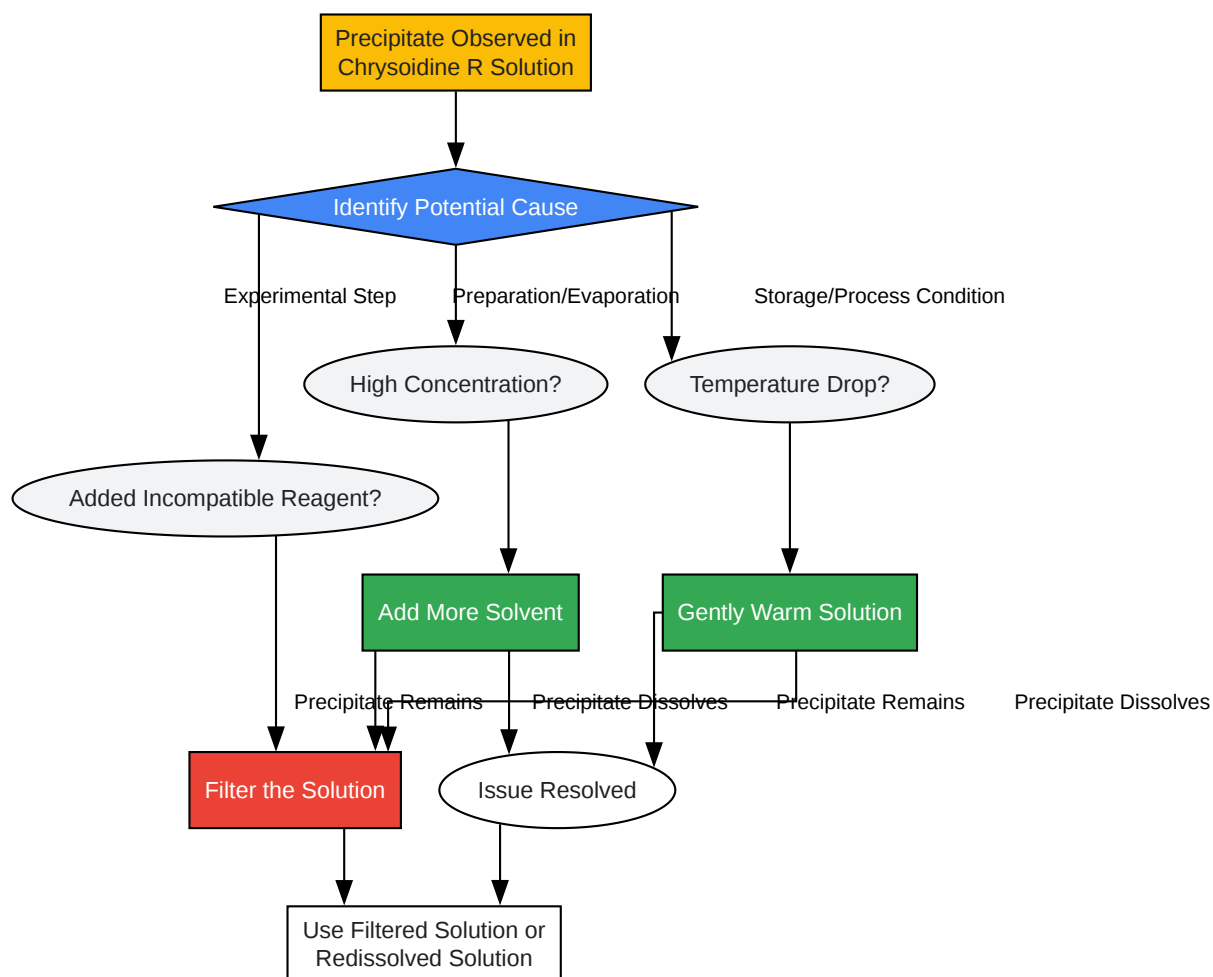 Precipitate Observed in
Chrysoidine R Solution
Identify Potential Cause
Experimental Step
Preparation/Evaporation
Storage/Process Condition
High Concentration?
Temperature Drop?
Added Incompatible Reagent?
Add More Solvent
Gently Warm Solution
Precipitate Remains
Precipitate Dissolves
Precipitate Remains
Precipitate Dissolves
Filter the Solution
Issue Resolved
Use Filtered Solution or
Redissolved Solution